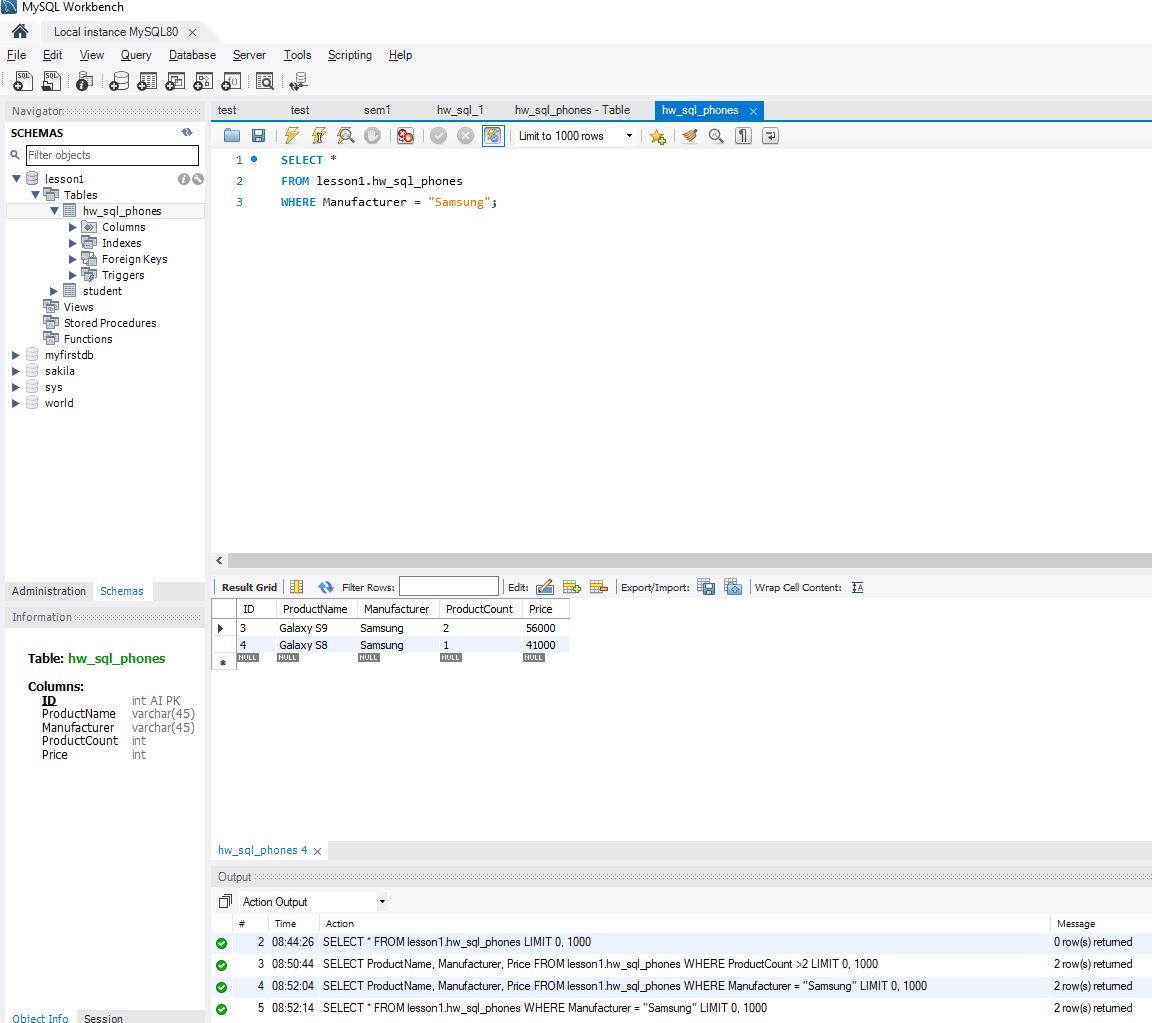 MySQL Workbench
Local instance MySQL80
File Edit View Query Database Server Tools Scripting Help
Navigator
SCHEMAS
Filter objects
lesson1
Tables
hw_sql_phones
Columns
Indexes
Foreign Keys
Triggers
student
Views
Stored Procedures
Functions
myfirstdb
sakila
sys
world
Administration Schemas
Information
Table: hw_sql_phones
Columns:
ID int AI PK
ProductName varchar(45)
Manufacturer varchar(45)
ProductCount int
Price int
Object Info Session
test test sem1 hw_sql_1 hw_sql_phones - Table hw_sql_phones
Limit to 1000 rows
1 SELECT *
2 FROM lesson1.hw_sql_phones
3 WHERE Manufacturer = "Samsung";
Result Grid Filter Rows: Edit: Export/Import: Wrap Cell Content:
ID ProductName Manufacturer ProductCount Price
3 Galaxy S9 Samsung 2 56000
4 Galaxy S8 Samsung 1 41000
NULL NULL NULL NULL NULL
hw_sql_phones 4
Output
Action Output
# Time Action Message
2 08:44:26 SELECT * FROM lesson1.hw_sql_phones LIMIT 0, 1000 0 row(s) returned
3 08:50:44 SELECT ProductName, Manufacturer, Price FROM lesson1.hw_sql_phones WHERE ProductCount >2 LIMIT 0, 1000 2 row(s) returned
4 08:52:04 SELECT ProductName, Manufacturer, Price FROM lesson1.hw_sql_phones WHERE Manufacturer = "Samsung" LIMIT 0, 1000 2 row(s) returned
5 08:52:14 SELECT * FROM lesson1.hw_sql_phones WHERE Manufacturer = "Samsung" LIMIT 0, 1000 2 row(s) returned